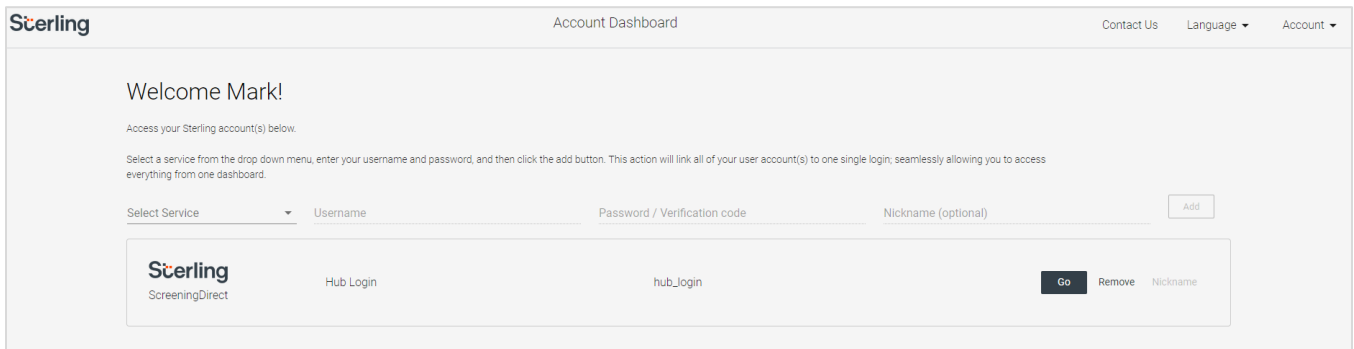 Sterling
Account Dashboard
Contact Us
Language
Account
Welcome Mark!
Access your Sterling account(s) below.
Select a service from the drop down menu, enter your username and password, and then click the add button. This action will link all of your user account(s) to one single login; seamlessly allowing you to access
everything from one dashboard.
Select Service
Username
Password / Verification code
Nickname (optional)
Add
Sterling
ScreeningDirect
Hub Login
hub_login
Go
Remove
Nickname